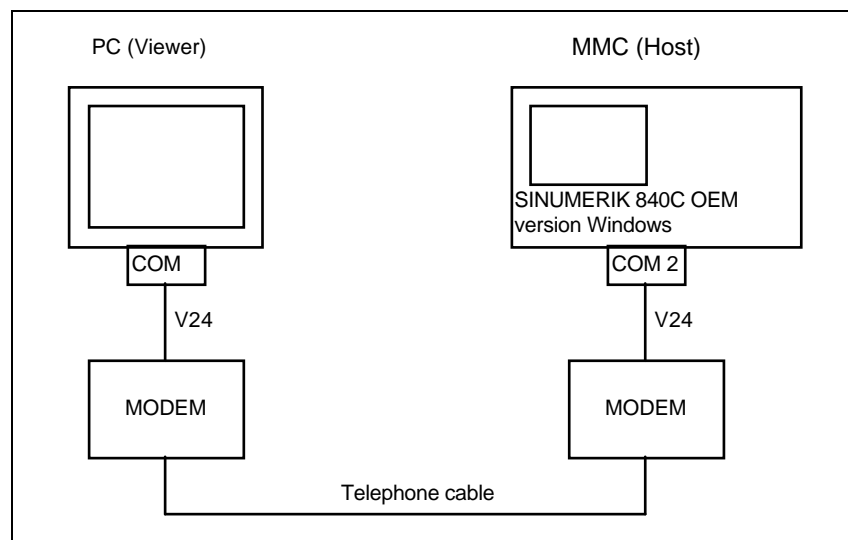 PC (Viewer)
MMC (Host)
SINUMERIK 840C OEM
version Windows
COM
COM 2
V24
V24
MODEM
MODEM
Telephone cable